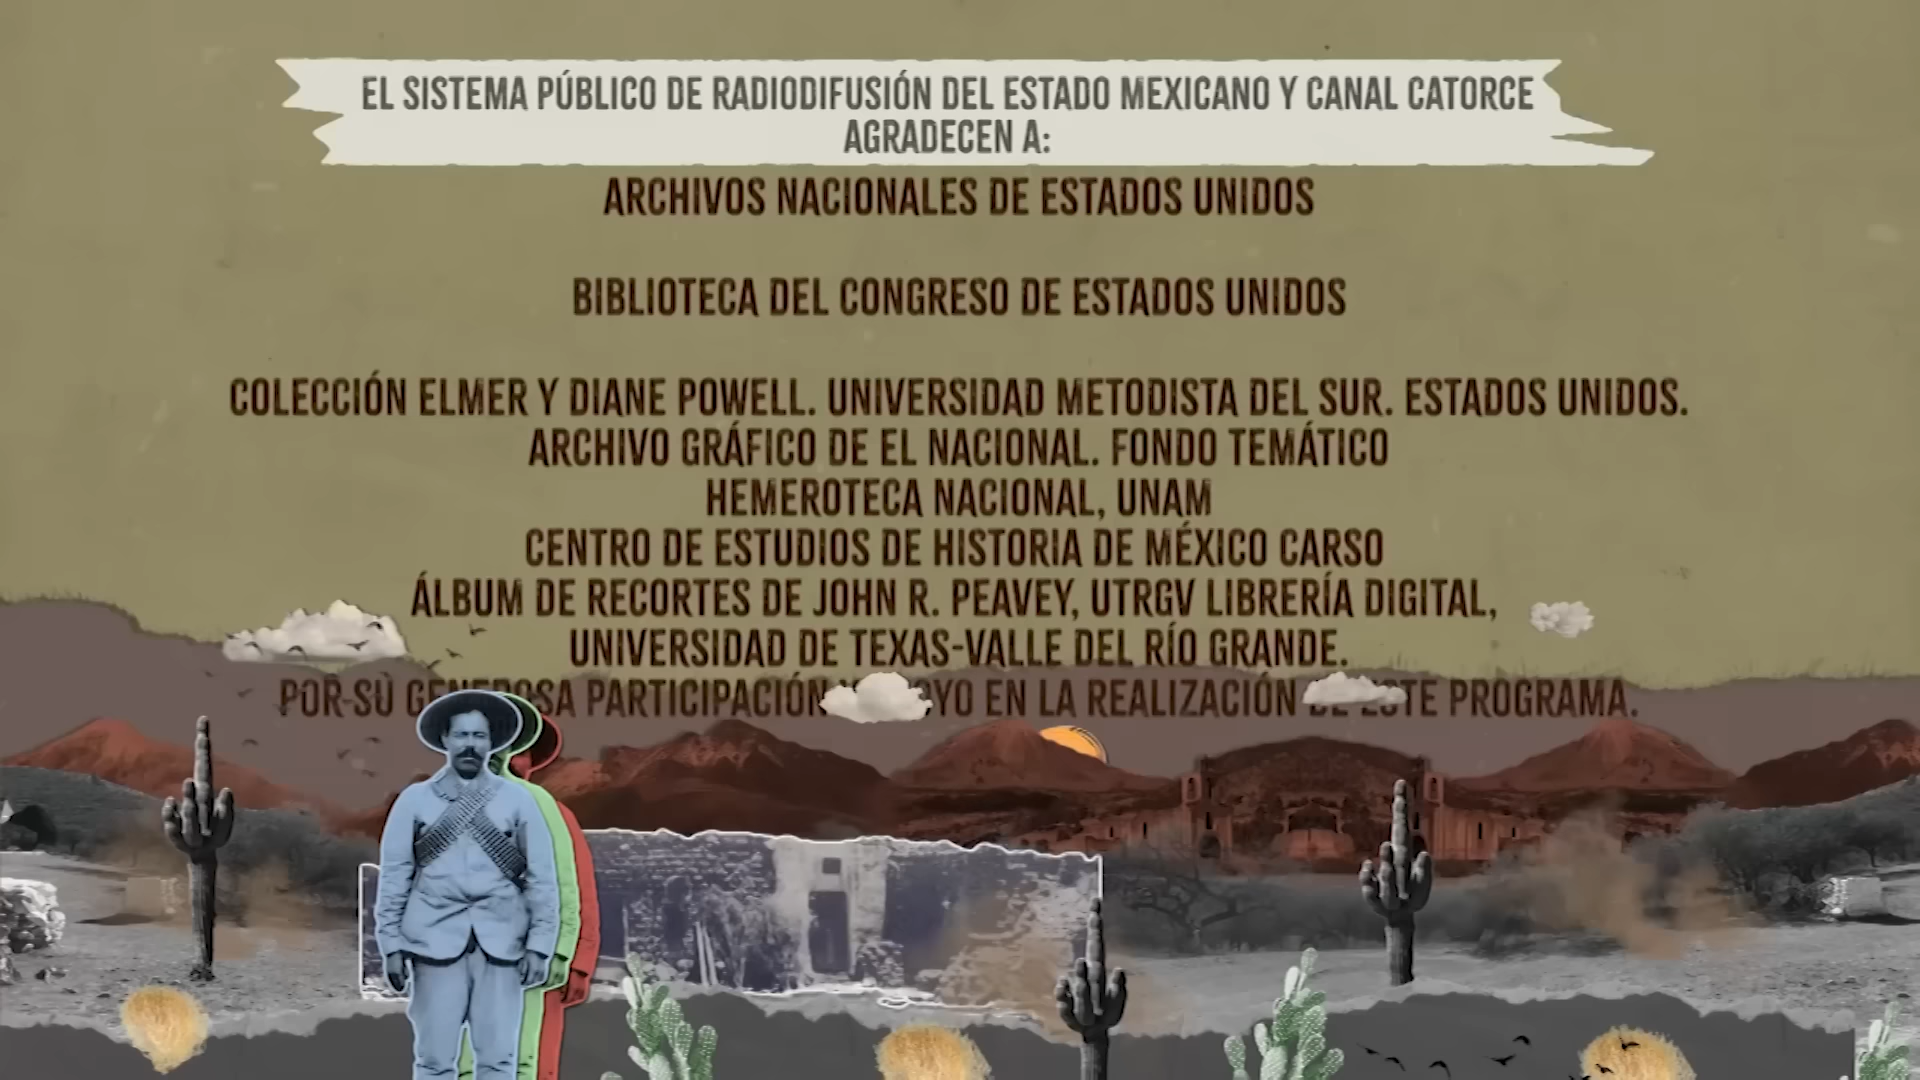 EL SISTEMA PÚBLICO DE RADIODIFUSIÓN DEL ESTADO MEXICANO Y CANAL CATORCE
AGRADECEN A:
ARCHIVOS NACIONALES DE ESTADOS UNIDOS
BIBLIOTECA DEL CONGRESO DE ESTADOS UNIDOS
COLECCIÓN ELMER Y DIANE POWELL. UNIVERSIDAD METODISTA DEL SUR. ESTADOS UNIDOS.
ARCHIVO GRÁFICO DE EL NACIONAL. FONDO TEMÁTICO
HEMEROTECA NACIONAL, UNAM
CENTRO DE ESTUDIOS DE HISTORIA DE MÉXICO CARSO
ÁLBUM DE RECORTES DE JOHN R. PEAVEY, UTRGV LIBRERÍA DIGITAL,
UNIVERSIDAD DE TEXAS-VALLE DEL RÍO GRANDE.
POR SU PARTICIPACIÓN EN LA REALIZACIÓN ESTE PROGRAMA.